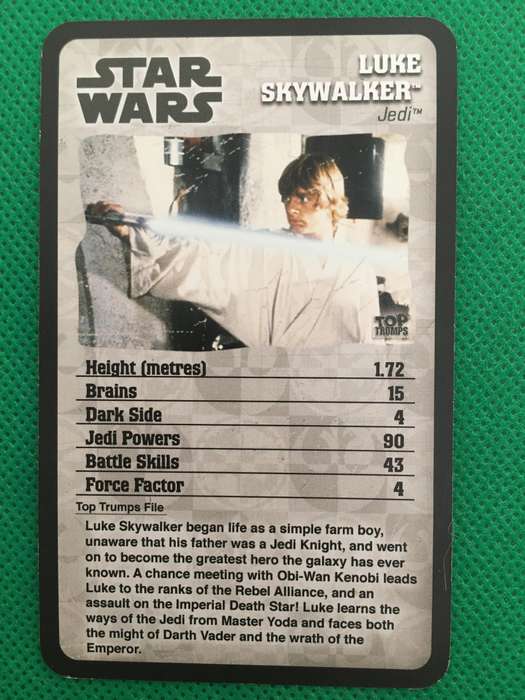 STAR
WARS
LUKE
SKYWALKER™
Jedi™
TOP
TRUMPS
Height (metres) 1.72
Brains 15
Dark Side 4
Jedi Powers 90
Battle Skills 43
Force Factor 4
Top Trumps File
Luke Skywalker began life as a simple farm boy,
unaware that his father was a Jedi Knight, and went
on to become the greatest hero the galaxy has ever
known. A chance meeting with Obi-Wan Kenobi leads
Luke to the ranks of the Rebel Alliance, and an
assault on the Imperial Death Star! Luke learns the
ways of the Jedi from Master Yoda and faces both
the might of Darth Vader and the wrath of the
Emperor.